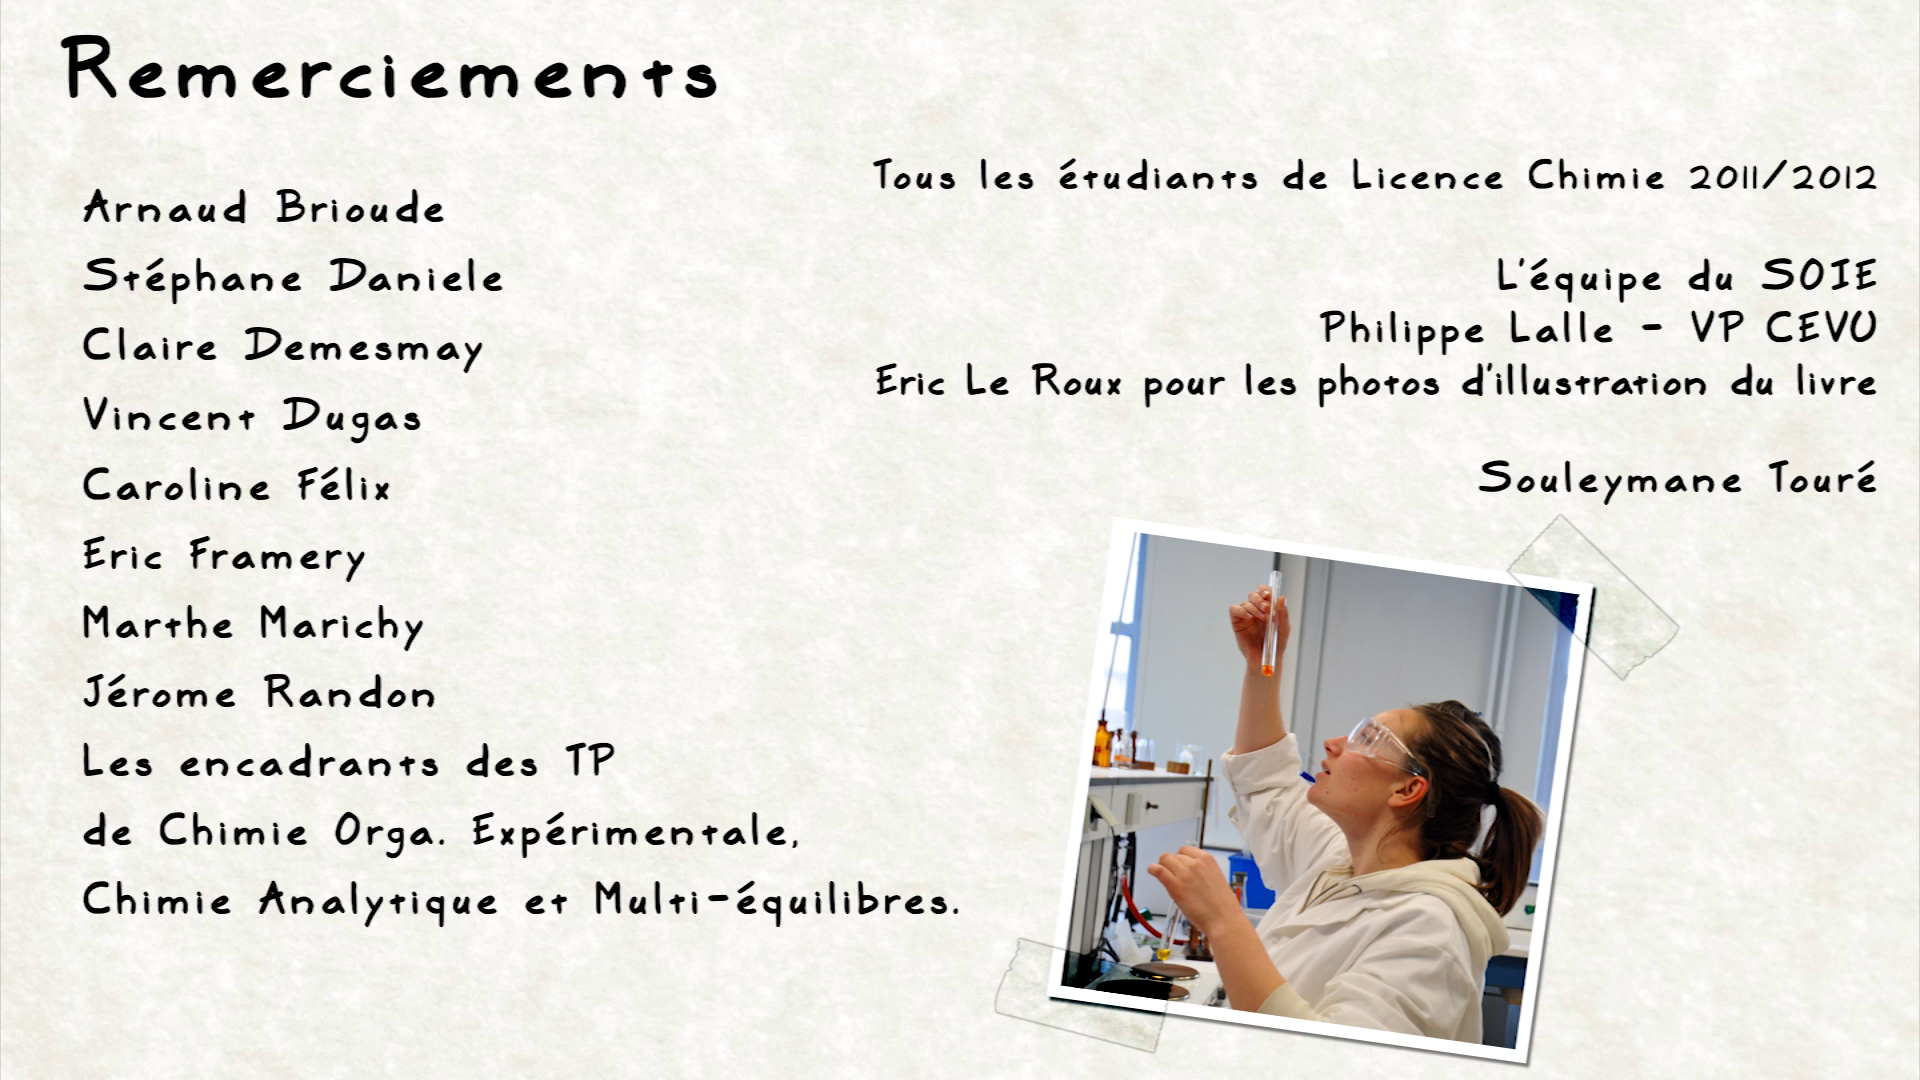 Remerciements
Arnaud Brioude
Stéphane Daniele
Claire Demesmay
Vincent Dugas
Caroline Félix
Eric Framery
Marthe Marichy
Jérome Randon
Les encadrants des TP
de Chimie Orga. Expérimentale,
Chimie Analytique et Multi-équilibres.
Tous les étudiants de Licence Chimie 2011/2012
L'équipe du SOIE
Philippe Lalle - VP CEVU
Eric Le Roux pour les photos d'illustration du livre
Souleymane Touré